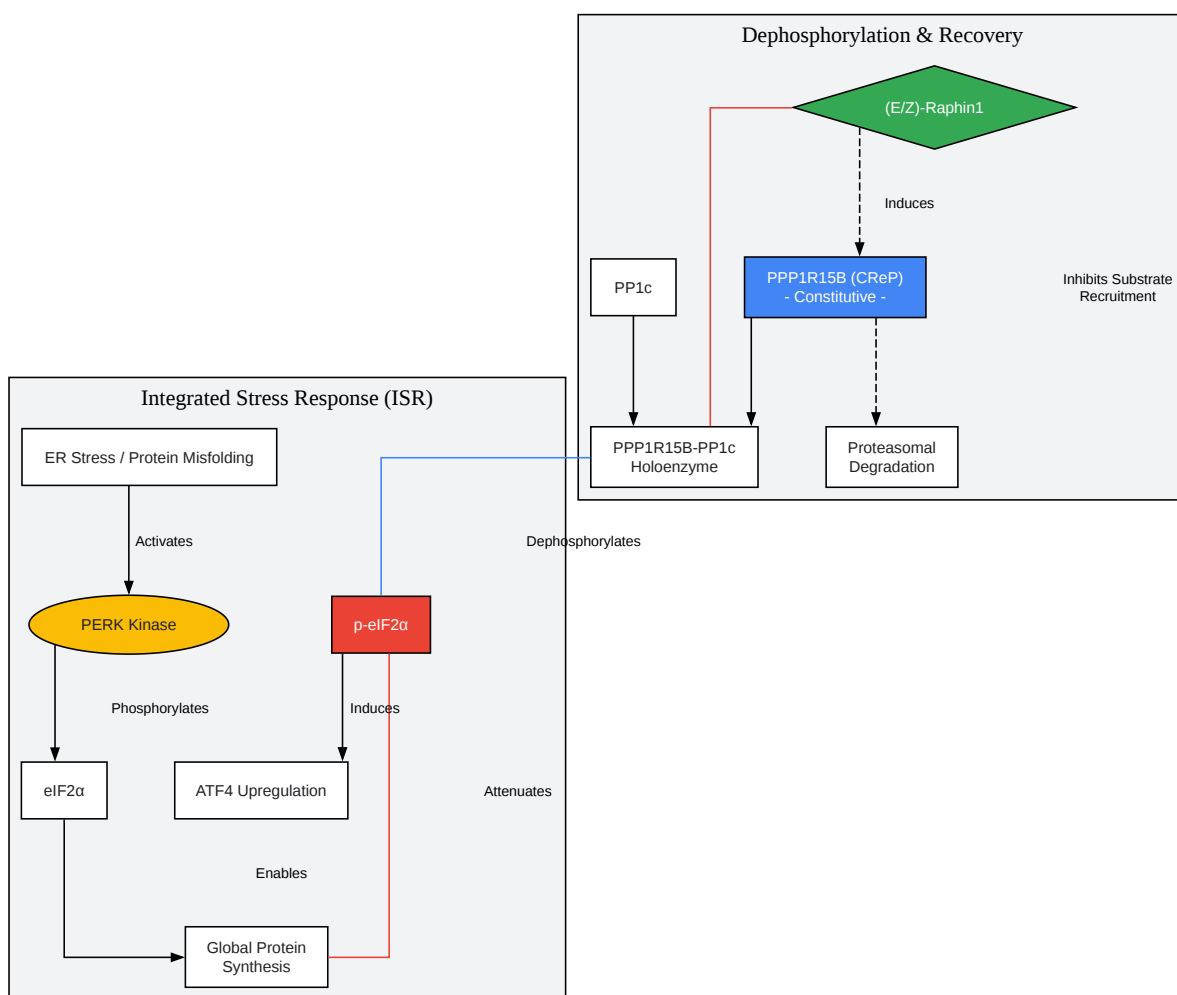 Dephosphorylation & Recovery
(E/Z)-Raphin1
Induces
PP1c
PPP1R15B (CReP)
- Constitutive -
Inhibits Substrate
Recruitment
PPP1R15B-PP1c
Holoenzyme
Proteasomal
Degradation
Integrated Stress Response (ISR)
ER Stress / Protein Misfolding
Activates
Dephosphorylates
PERK Kinase
p-eIF2α
Phosphorylates
Induces
eIF2α
ATF4 Upregulation
Attenuates
Enables
Global Protein
Synthesis